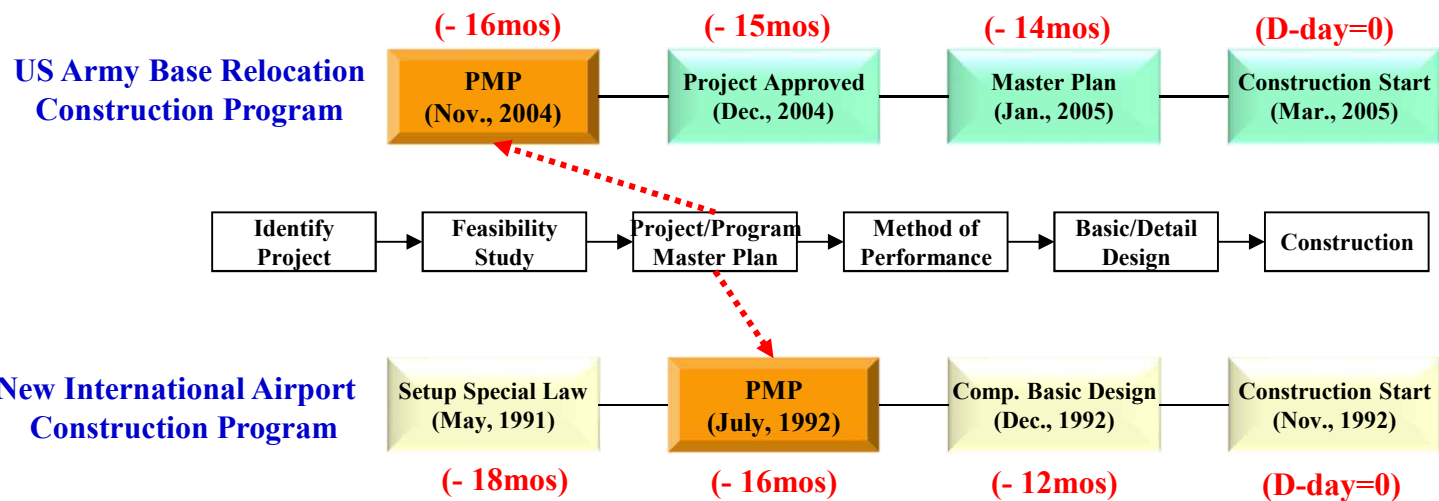 (- 16mos)
(- 15mos)
(- 14mos)
(D-day=0)
US Army Base Relocation
Construction Program
PMP
(Nov., 2004)
Project Approved
(Dec., 2004)
Master Plan
(Jan., 2005)
Construction Start
(Mar., 2005)
Identify
Project
Feasibility
Study
Project/Program
Master Plan
Method of
Performance
Basic/Detail
Design
Construction
New International Airport
Construction Program
Setup Special Law
(May, 1991)
PMP
(July, 1992)
Comp. Basic Design
(Dec., 1992)
Construction Start
(Nov., 1992)
(- 18mos)
(- 16mos)
(- 12mos)
(D-day=0)